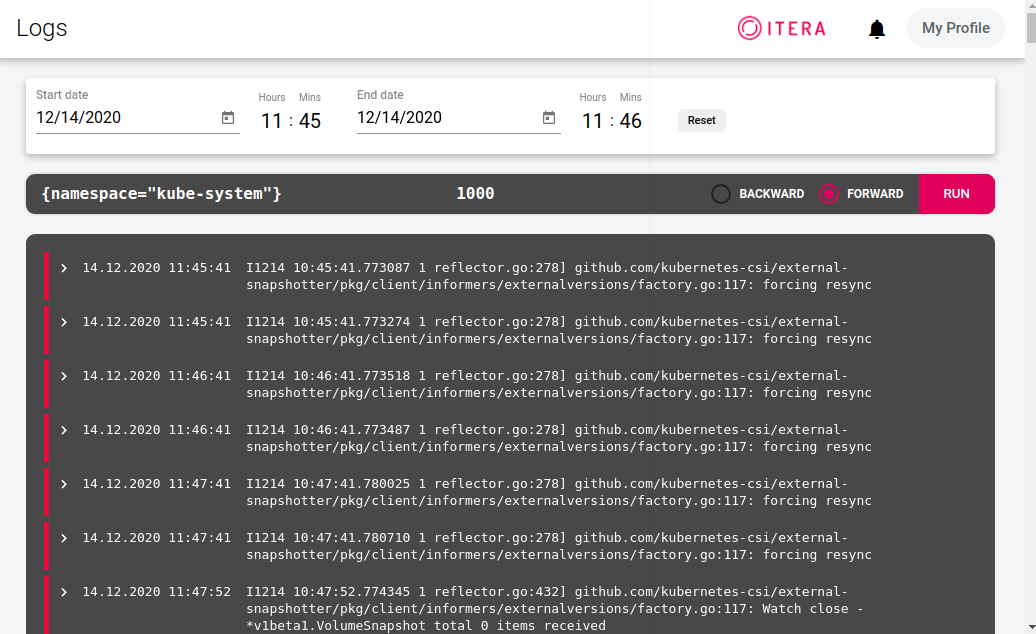 Logs
ITERA
My Profile
Start date
Hours Mins
End date
Hours Mins
12/14/2020
11 : 45
12/14/2020
11 : 46
Reset
{namespace="kube-system"}
1000
BACKWARD
FORWARD
RUN
14.12.2020 11:45:41 I1214 10:45:41.773087 1 reflector.go:278] github.com/kubernetes-csi/external-
snapshotter/pkg/client/informers/externalversions/factory.go:117: forcing resync
14.12.2020 11:45:41 I1214 10:45:41.773274 1 reflector.go:278] github.com/kubernetes-csi/external-
snapshotter/pkg/client/informers/externalversions/factory.go:117: forcing resync
14.12.2020 11:46:41 I1214 10:46:41.773518 1 reflector.go:278] github.com/kubernetes-csi/external-
snapshotter/pkg/client/informers/externalversions/factory.go:117: forcing resync
14.12.2020 11:46:41 I1214 10:46:41.773487 1 reflector.go:278] github.com/kubernetes-csi/external-
snapshotter/pkg/client/informers/externalversions/factory.go:117: forcing resync
14.12.2020 11:47:41 I1214 10:47:41.780025 1 reflector.go:278] github.com/kubernetes-csi/external-
snapshotter/pkg/client/informers/externalversions/factory.go:117: forcing resync
14.12.2020 11:47:41 I1214 10:47:41.780710 1 reflector.go:278] github.com/kubernetes-csi/external-
snapshotter/pkg/client/informers/externalversions/factory.go:117: forcing resync
14.12.2020 11:47:52 I1214 10:47:52.774345 1 reflector.go:432] github.com/kubernetes-csi/external-
snapshotter/pkg/client/informers/externalversions/factory.go:117: Watch close -
*v1beta1.VolumeSnapshot total 0 items received